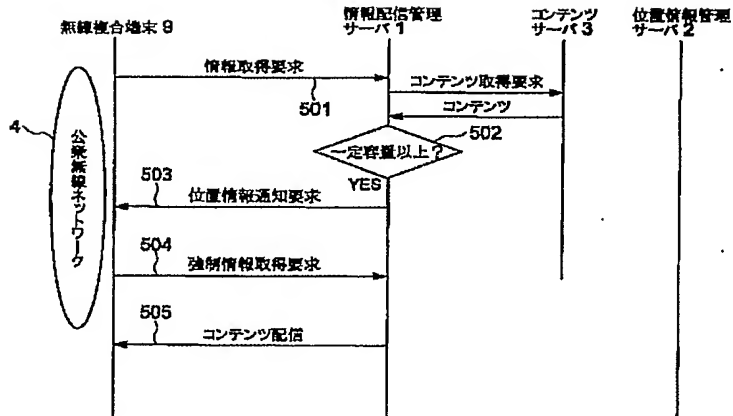 無線複合端末 9
情報配信管理
サーバ 1
コンテンツ
サーバ 3
位置情報管理
サーバ 2
情報取得要求
501
コンテンツ取得要求
コンテンツ
4
公衆無線ネットワーク
一定容量以上?
502
YES
503
位置情報通知要求
504
強制情報取得要求
505
コンテンツ配信